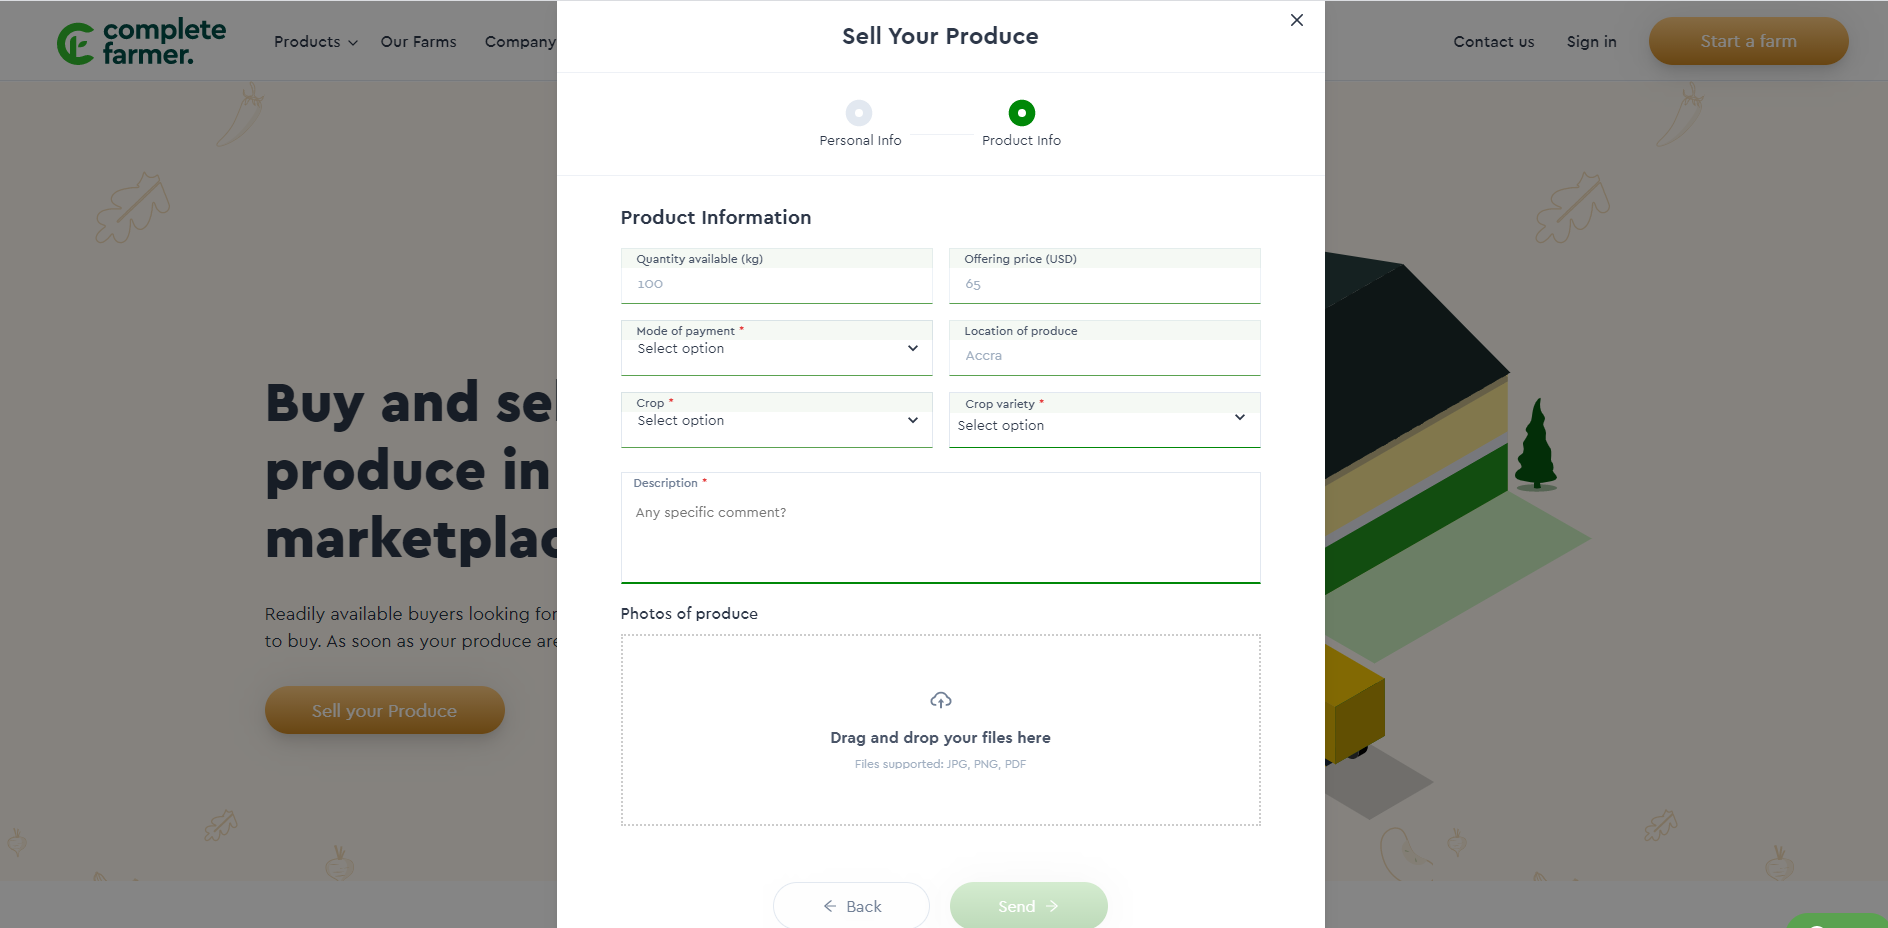 complete
farmer.
Products
Our Farms
Company
Contact us
Sign in
Start a farm
Buy and sel
produce in
marketplac
Readily available buyers looking for
to buy. As soon as your produce are
Sell your Produce
Sell Your Produce
Personal Info
Product Info
Product Information
Quantity available (kg)
100
Offering price (USD)
65
Mode of payment *
Select option
Location of produce
Accra
Crop *
Select option
Crop variety *
Select option
Description *
Any specific comment?
Photos of produce
Drag and drop your files here
Files supported: JPG, PNG, PDF
Back
Send